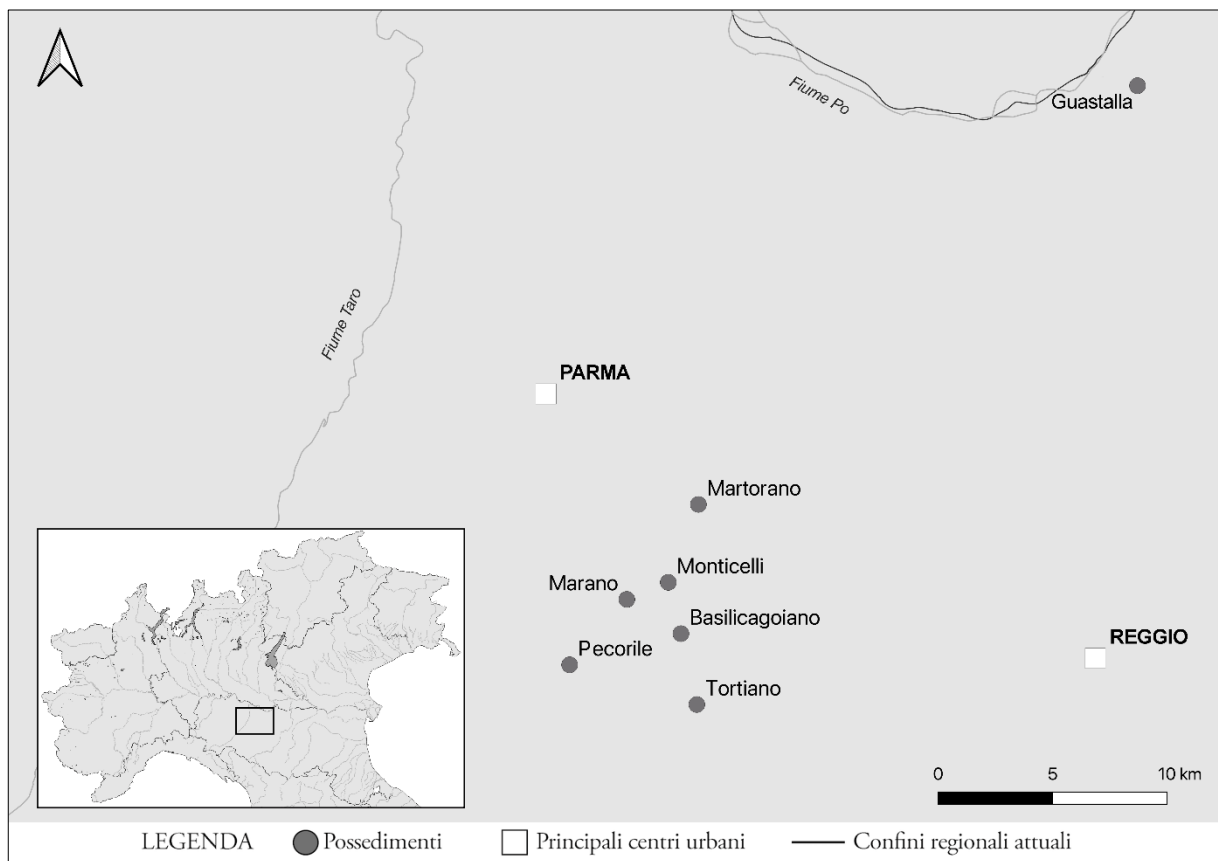 Fiume Po
Guastalla
Fiume Taro
PARMA
Martorano
Monticelli
Marano
Basilicagoiano
Pecorile
REGGIO
Tortiano
0 5 10 km
LEGENDA Possedimenti Principali centri urbani Confini regionali attuali